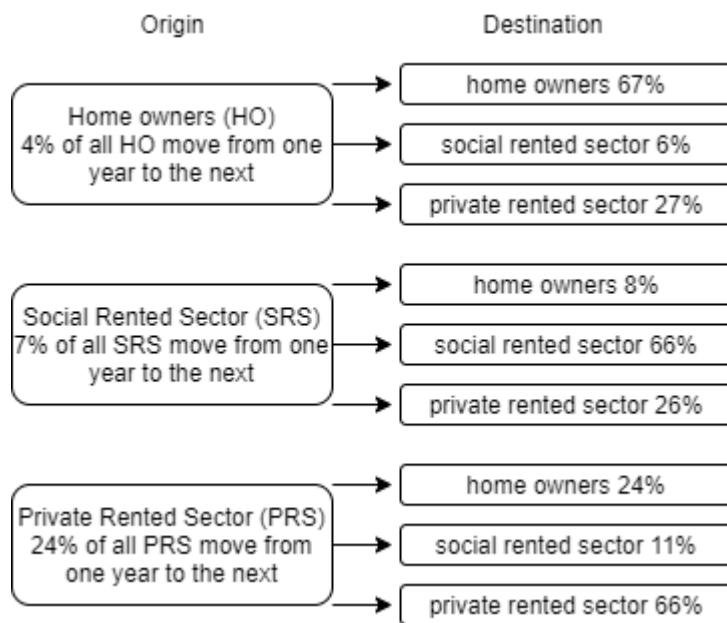 Origin
Destination
Home owners (HO)
4% of all HO move from one
year to the next
home owners 67%
social rented sector 6%
private rented sector 27%
Social Rented Sector (SRS)
7% of all SRS move from one
year to the next
home owners 8%
social rented sector 66%
private rented sector 26%
Private Rented Sector (PRS)
24% of all PRS move from
one year to the next
home owners 24%
social rented sector 11%
private rented sector 66%